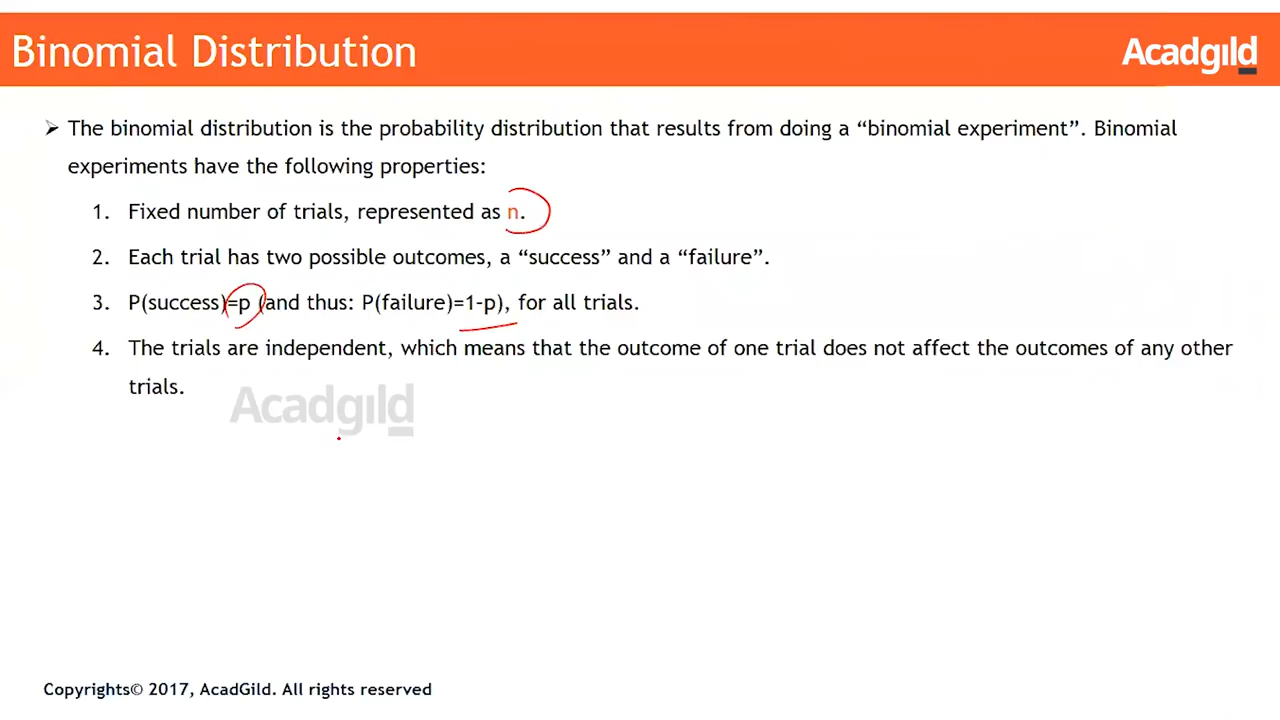 Binomial Distribution
Acadgıld
➢ The binomial distribution is the probability distribution that results from doing a “binomial experiment”. Binomial
experiments have the following properties:
1. Fixed number of trials, represented as n.
2. Each trial has two possible outcomes, a “success” and a “failure”.
3. P(success)=p (and thus: P(failure)=1-p), for all trials.
4. The trials are independent, which means that the outcome of one trial does not affect the outcomes of any other
trials.
Acadgıld
Copyrights© 2017, AcadGild. All rights reserved